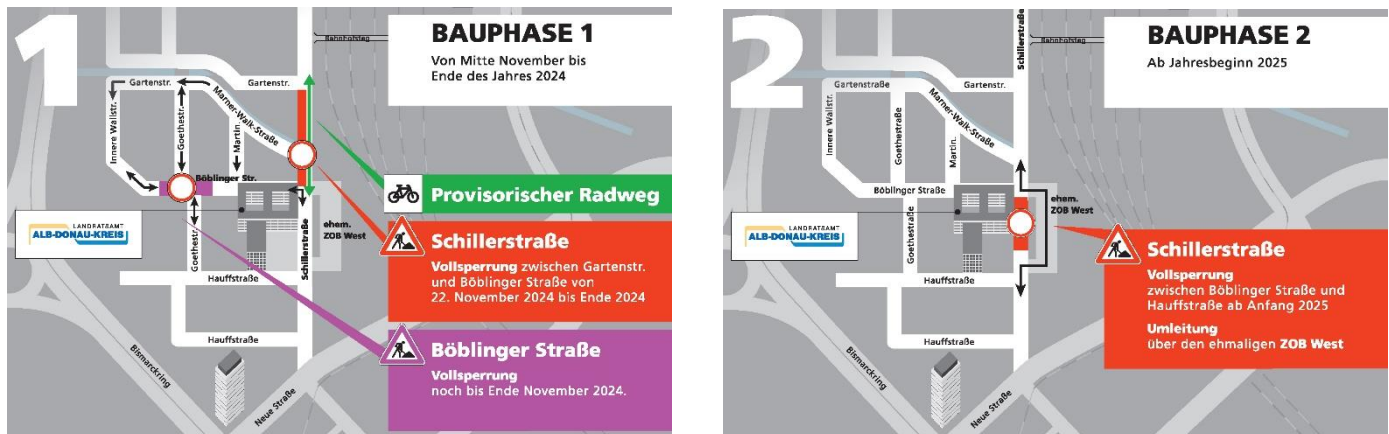 1
BAUPHASE 1
Von Mitte November bis
Ende des Jahres 2024
Bahnhofsteg
Gartenstr.
Gartenstr.
Innere Wallstr.
Goethestr.
Martin.
Marner-Walk-Straße
Böblinger Str.
LANDRATSAMT
ALB-DONAU-KREIS
Goethestr.
Schillerstraße
ehem.
ZOB West
Hauffstraße
Hauffstraße
Bismarckring
Neue Straße
Provisorischer Radweg
Schillerstraße
Vollsperrung zwischen Gartenstr.
und Böblinger Straße von
22. November 2024 bis Ende 2024
Böblinger Straße
Vollsperrung
noch bis Ende November 2024.
2
BAUPHASE 2
Ab Jahresbeginn 2025
Bahnhofsteg
Schillerstraße
Gartenstraße
Gartenstr.
Innere Wallstr.
Goethestraße
Martin.
Marner-Walk-Straße
Böblinger Straße
LANDRATSAMT
ALB-DONAU-KREIS
Goethestraße
ehem.
ZOB West
Hauffstraße
Hauffstraße
Bismarckring
Neue Straße
Schillerstraße
Vollsperrung
zwischen Böblinger Straße und
Hauffstraße ab Anfang 2025
Umleitung
über den ehemaligen ZOB West